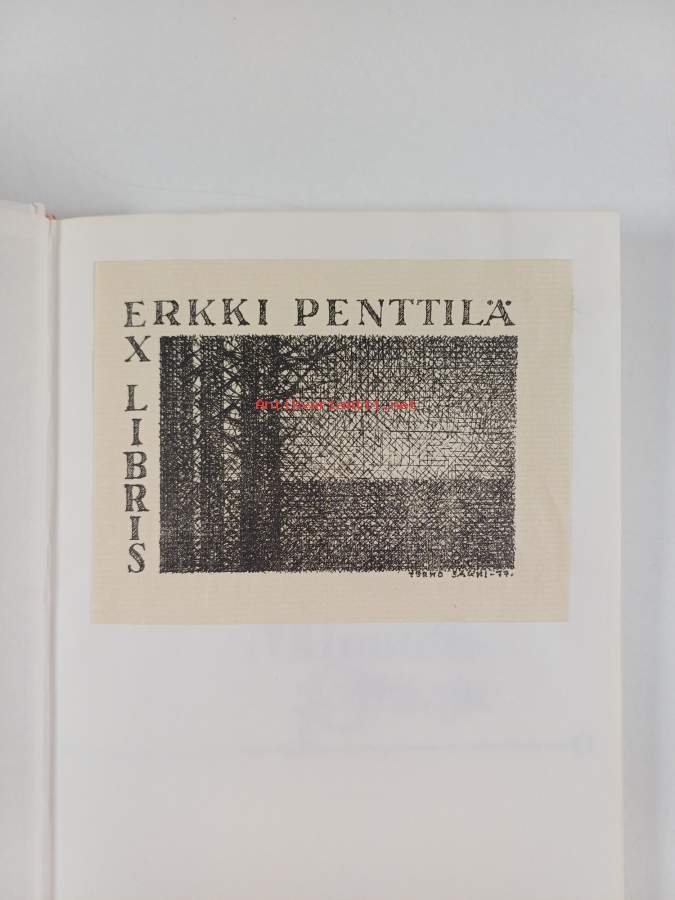 ERKKI PENTTILÄ
EX LIBRIS
Antikvariaatti.net